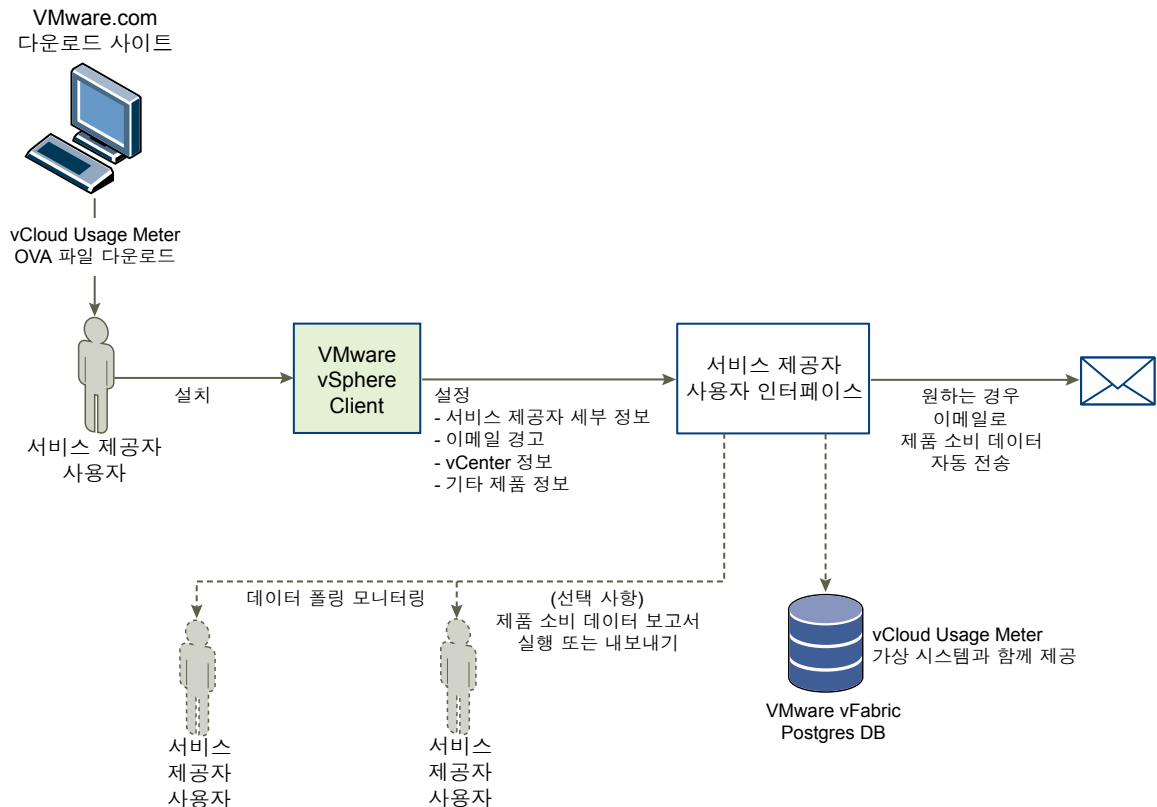 VMware.com
다운로드 사이트
vCloud Usage Meter
OVA 파일 다운로드
서비스 제공자
사용자
설치
VMware
vSphere
Client
설정
- 서비스 제공자 세부 정보
- 이메일 경고
- vCenter 정보
- 기타 제품 정보
서비스 제공자
사용자 인터페이스
원하는 경우
이메일로
제품 소비 데이터
자동 전송
데이터 폴링 모니터링
(선택 사항)
제품 소비 데이터 보고서
실행 또는 내보내기
서비스
제공자
사용자
서비스
제공자
사용자
vCloud Usage Meter
가상 시스템과 함께 제공
VMware vFabric
Postgres DB